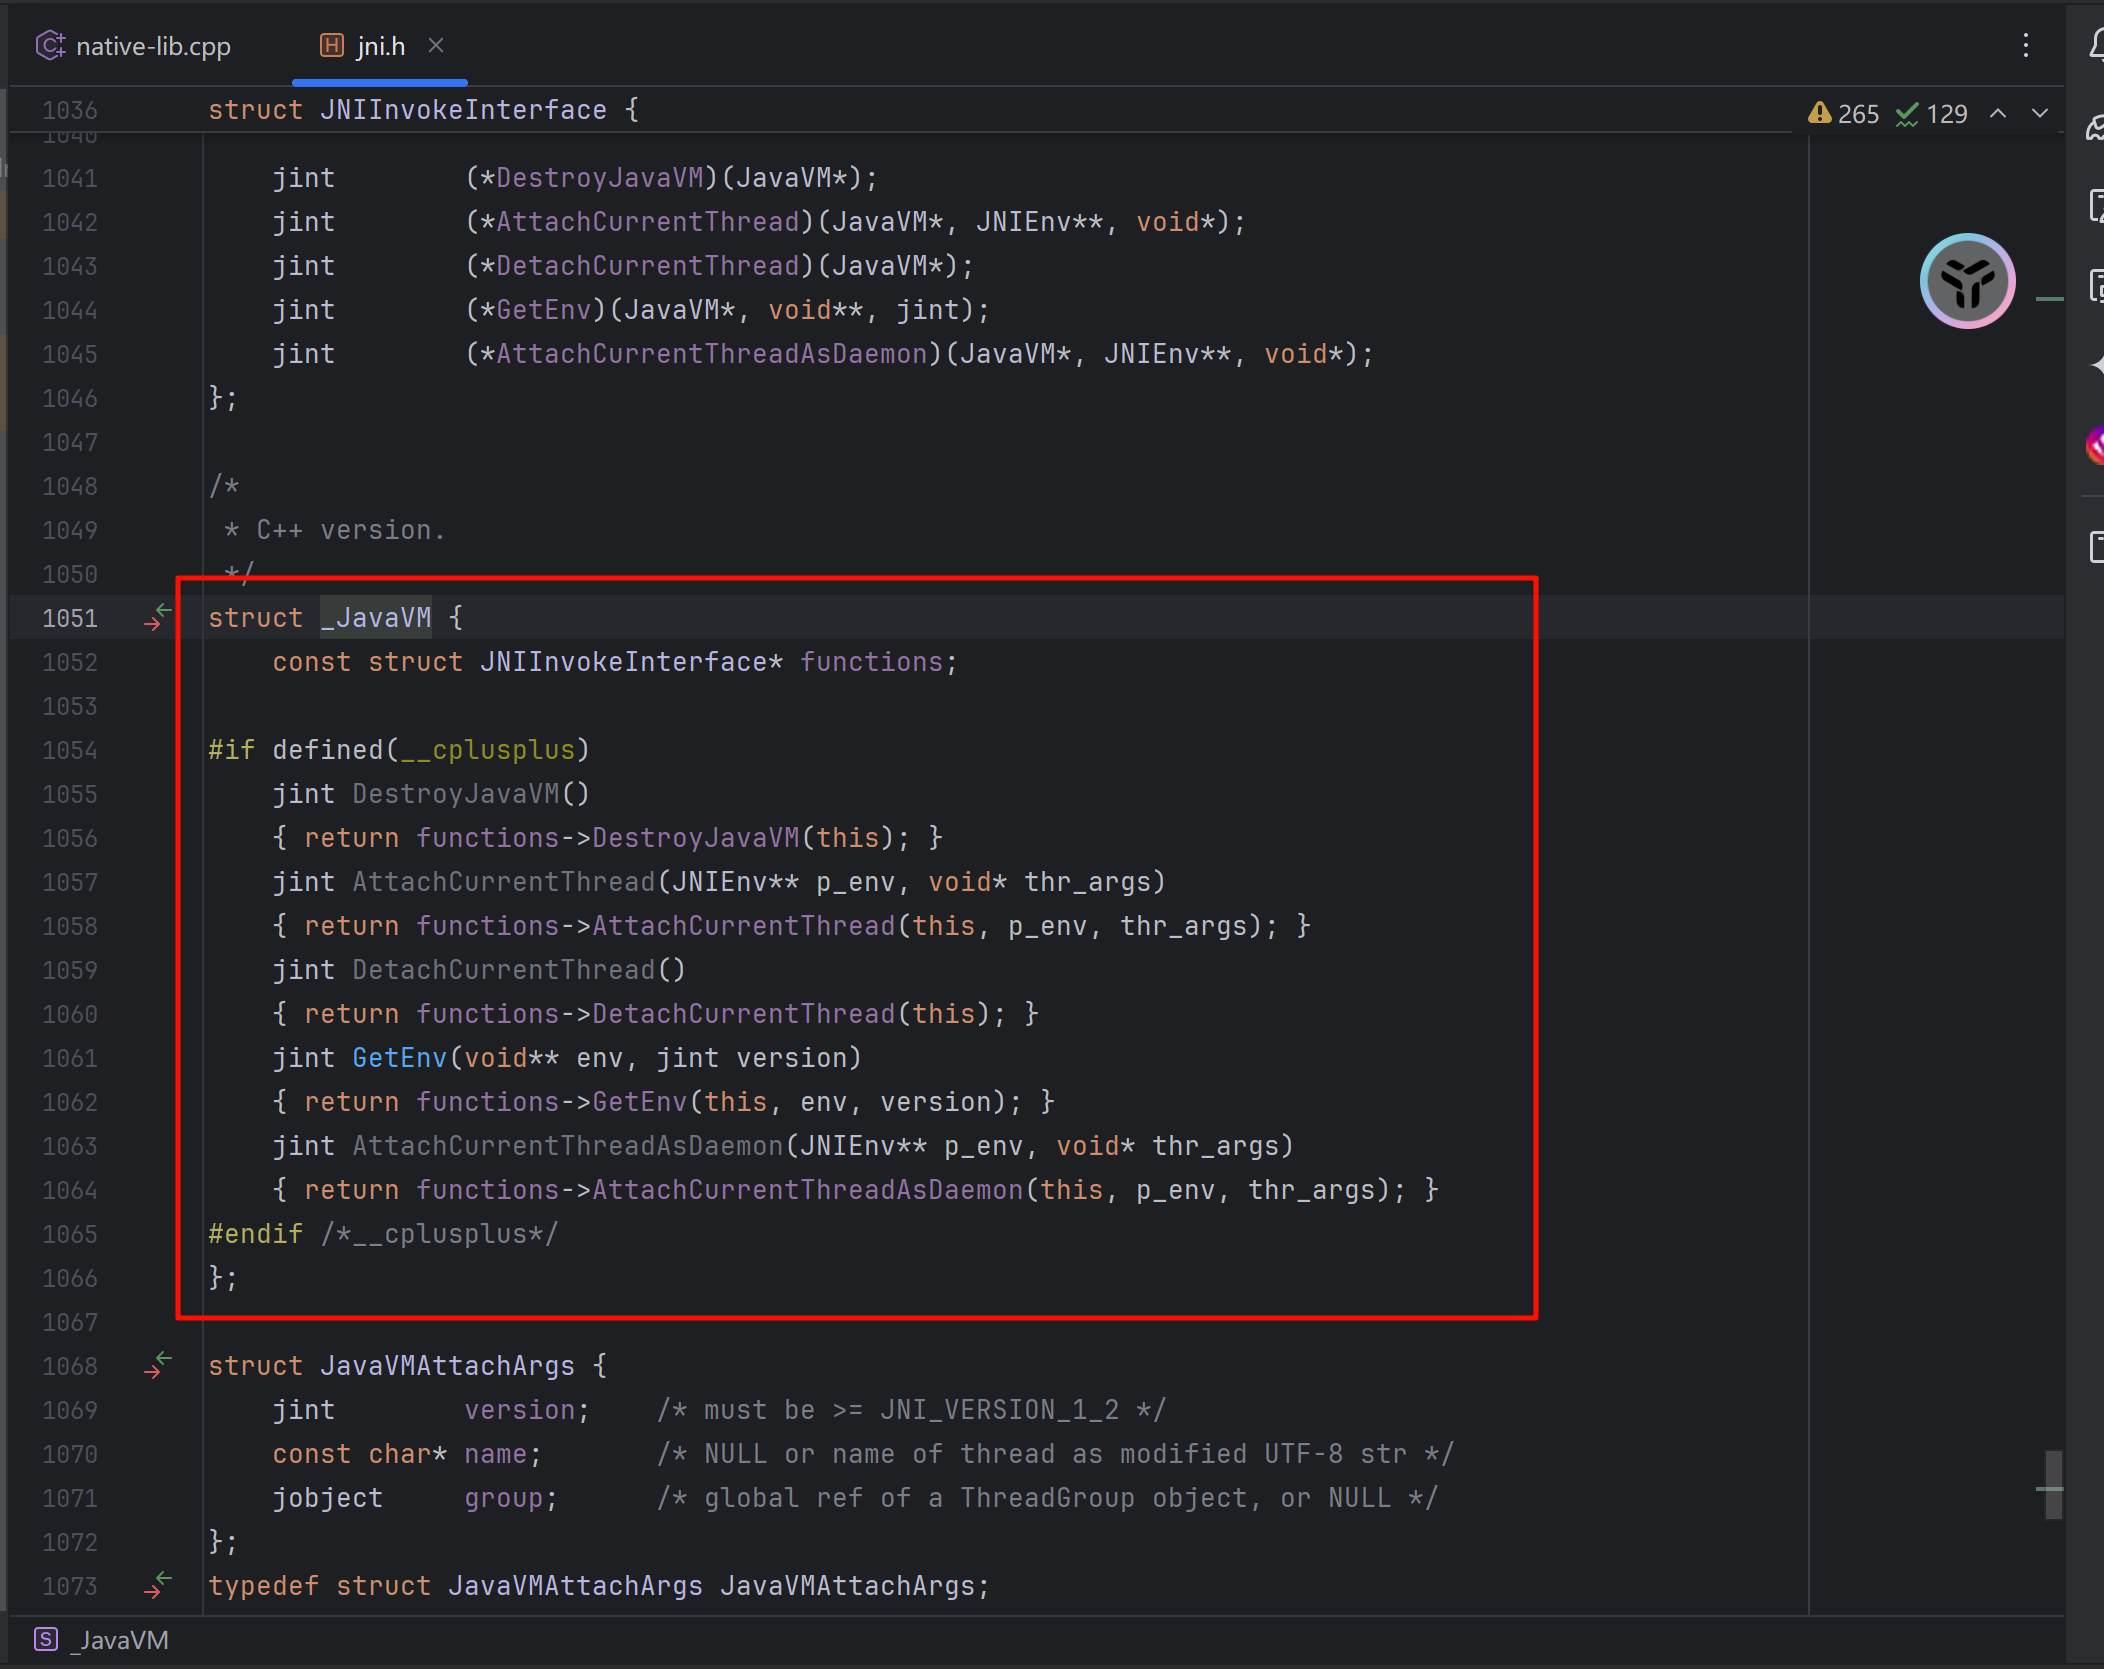 native-lib.cpp
jni.h
1036 struct JNIInvokeInterface {
265 129
1040
1041     jint        (*DestroyJavaVM)(JavaVM*);
1042     jint        (*AttachCurrentThread)(JavaVM*, JNIEnv**, void*);
1043     jint        (*DetachCurrentThread)(JavaVM*);
1044     jint        (*GetEnv)(JavaVM*, void**, jint);
1045     jint        (*AttachCurrentThreadAsDaemon)(JavaVM*, JNIEnv**, void*);
1046 };
1047
1048 /*
1049  * C++ version.
1050  */
1051 struct _JavaVM {
1052     const struct JNIInvokeInterface* functions;
1053
1054 #if defined(__cplusplus)
1055     jint DestroyJavaVM()
1056     { return functions->DestroyJavaVM(this); }
1057     jint AttachCurrentThread(JNIEnv** p_env, void* thr_args)
1058     { return functions->AttachCurrentThread(this, p_env, thr_args); }
1059     jint DetachCurrentThread()
1060     { return functions->DetachCurrentThread(this); }
1061     jint GetEnv(void** env, jint version)
1062     { return functions->GetEnv(this, env, version); }
1063     jint AttachCurrentThreadAsDaemon(JNIEnv** p_env, void* thr_args)
1064     { return functions->AttachCurrentThreadAsDaemon(this, p_env, thr_args); }
1065 #endif /*__cplusplus*/
1066 };
1067
1068 struct JavaVMAttachArgs {
1069     jint        version;    /* must be >= JNI_VERSION_1_2 */
1070     const char* name;       /* NULL or name of thread as modified UTF-8 str */
1071     jobject     group;      /* global ref of a ThreadGroup object, or NULL */
1072 };
1073 typedef struct JavaVMAttachArgs JavaVMAttachArgs;
S _JavaVM